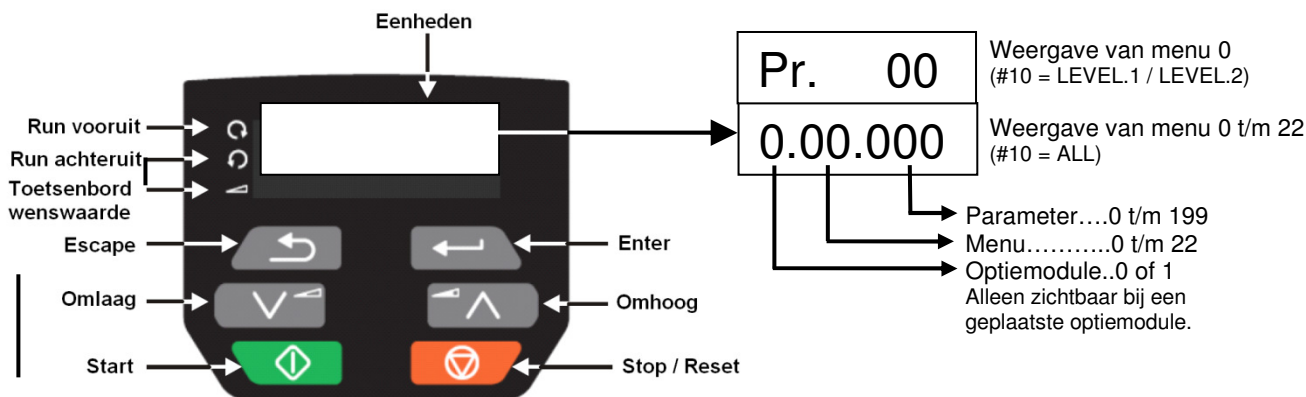 Eenheden
Run vooruit
Run achteruit
Toetsenbord
wenswaarde
Escape
Omlaag
Start
Enter
Omhoog
Stop / Reset
Pr. 00
0.00.000
Weergave van menu 0
(#10 = LEVEL.1 / LEVEL.2)
Weergave van menu 0 t/m 22
(#10 = ALL)
Parameter….0 t/m 199
Menu………..0 t/m 22
Optiemodule..0 of 1
Alleen zichtbaar bij een
geplaatste optiemodule.